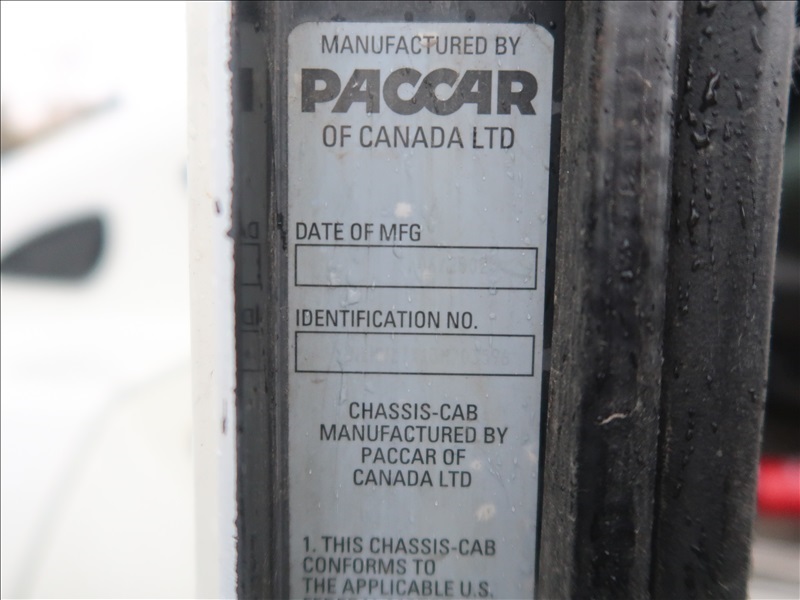 MANUFACTURED BY
PACCAR
OF CANADA LTD
DATE OF MFG
IDENTIFICATION NO.
CHASSIS-CAB
MANUFACTURED BY
PACCAR OF
CANADA LTD
1. THIS CHASSIS-CAB
CONFORMS TO
THE APPLICABLE U.S.